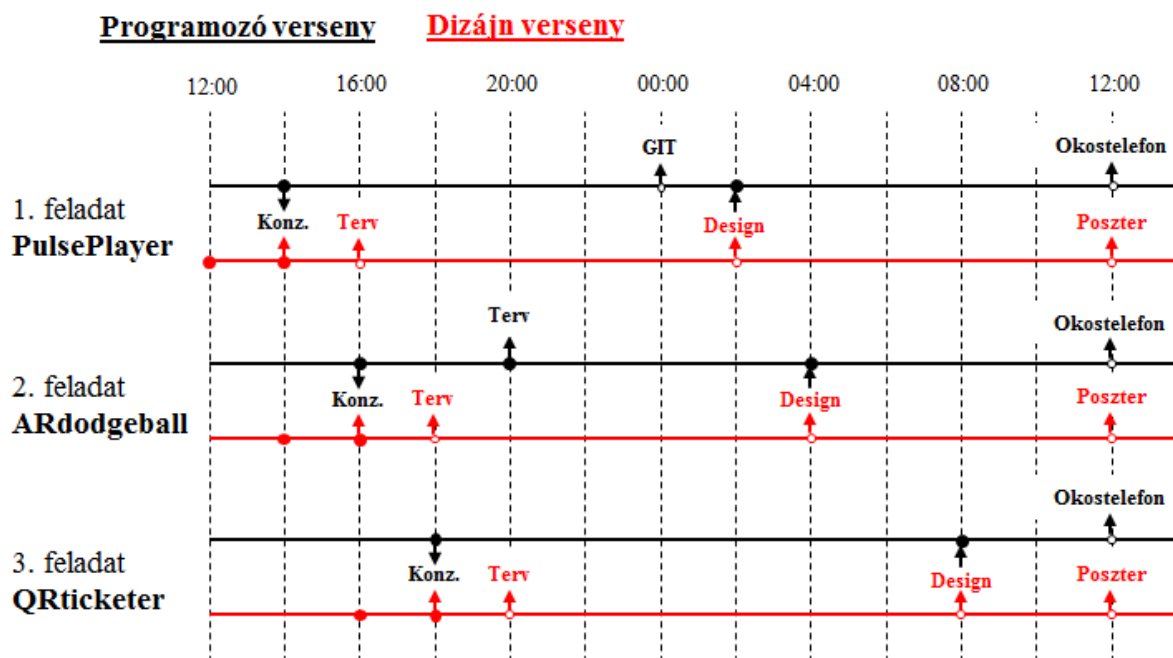 Programozó verseny Dizájn verseny
12:00 16:00 20:00 00:00 04:00 08:00 12:00
GIT Okostelefon
1. feladat
PulsePlayer
Konz. Terv Design Poszter
Terv Okostelefon
2. feladat
ARdodgeball
Konz. Terv Design Poszter
Okostelefon
3. feladat
QRticketer
Konz. Terv Design Poszter